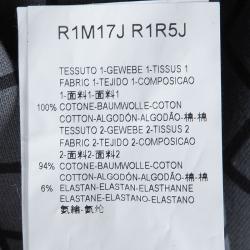 R1M17J R1R5J
TESSUTO 1-GEWEBE 1-TISSUS 1
FABRIC 1-TEJIDO 1-COMPOSICAO
1-面料1-面料1
100% COTONE-BAUMWOLLE-COTON
COTTON-ALGODÓN-ALGODÃO-棉-棉
TESSUTO 2-GEWEBE 2-TISSUS 2
FABRIC 2-TEJIDO 2-COMPOSICAO
2-面料2-面料2
94% COTONE-BAUMWOLLE-COTON
COTTON-ALGODÓN-ALGODÃO-棉-棉
6% ELASTAN-ELASTAN-ELASTHANNE
ELASTANE-ELASTANO-ELASTANO
氨綸-氨纶